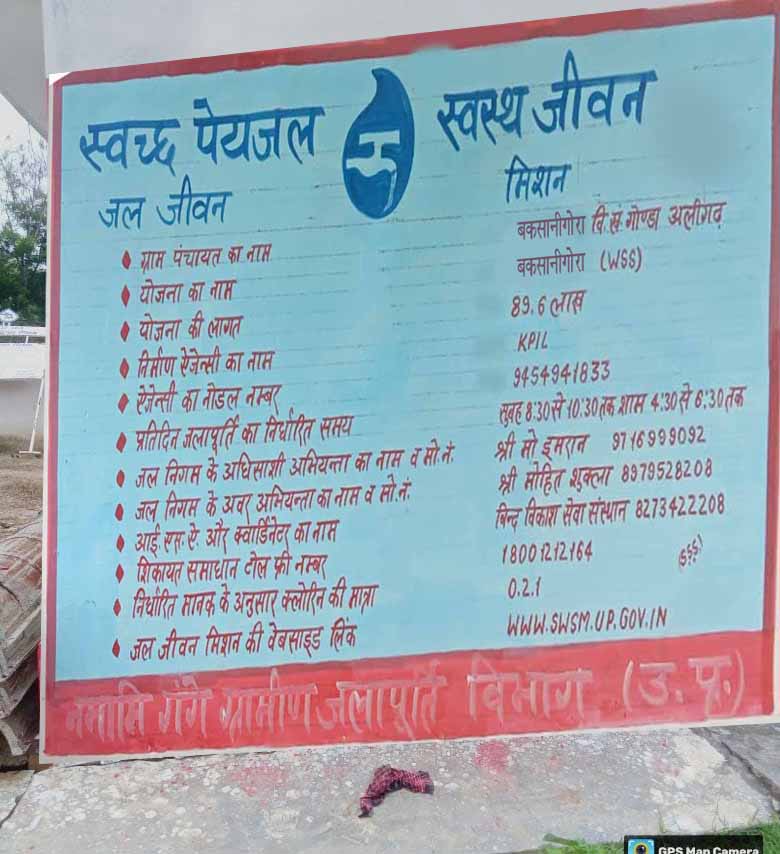 स्वच्छ पेयजल स्वस्थ जीवन
जल जीवन मिशन
♦ ग्राम पंचायत का नाम बकसानीगोरा वि.ख. गोण्डा अलीगढ़
♦ योजना का नाम बकसानीगोरा (WSS)
♦ योजना की लागत 89.6 लाख
♦ निर्माण ऐजेन्सी का नाम KPIL
♦ ऐजेन्सी का नोडल नम्बर 9454941833
♦ प्रतिदिन जलापूर्ति का निर्धारित समय सुबह 8:30 से 10:30 तक शाम 4:30 से 6:30 तक
♦ जल निगम के अधिसाशी अभियन्ता का नाम व मो.नं. श्री मो इमरान 9716999092
♦ जल निगम के अवर अभियन्ता का नाम व मो.नं. श्री मोहित शुक्ला 8979528208
♦ आई.एस.ऐ. और क्वार्डिनेटर का नाम बिन्द विकाश सेवा संस्थान 8273422208
♦ शिकायत समाधान टोल फ्री नम्बर 18001212164
♦ निर्धारित मानक के अनुसार क्लोरिन की मात्रा 0.2.1
♦ जल जीवन मिशन की वेबसाइड लिंक WWW.SWSM.UP.GOV.IN
नमामि गंगे ग्रामीण जलापूर्ति विभाग (उ.प्र.)
GPS Map Camera